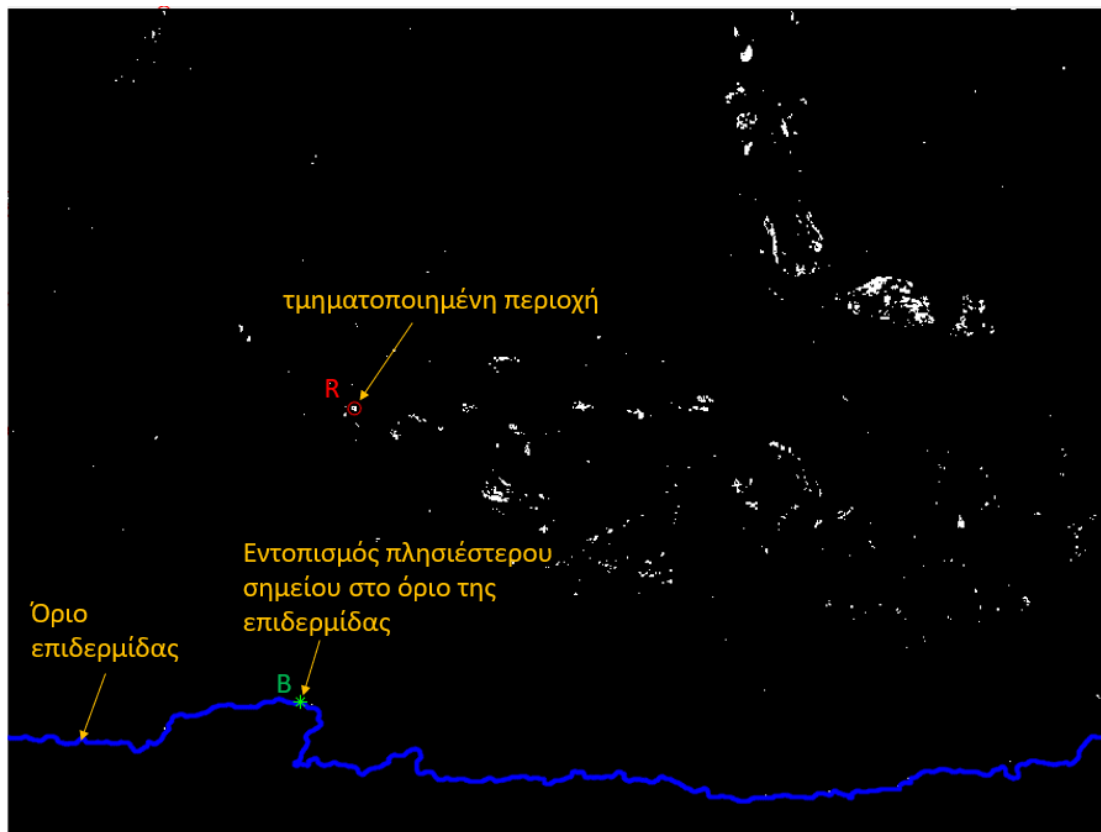 τμηματοποιημένη περιοχή
R
Εντοπισμός πλησιέστερου
σημείου στο όριο της
επιδερμίδας
Όριο
επιδερμίδας
B